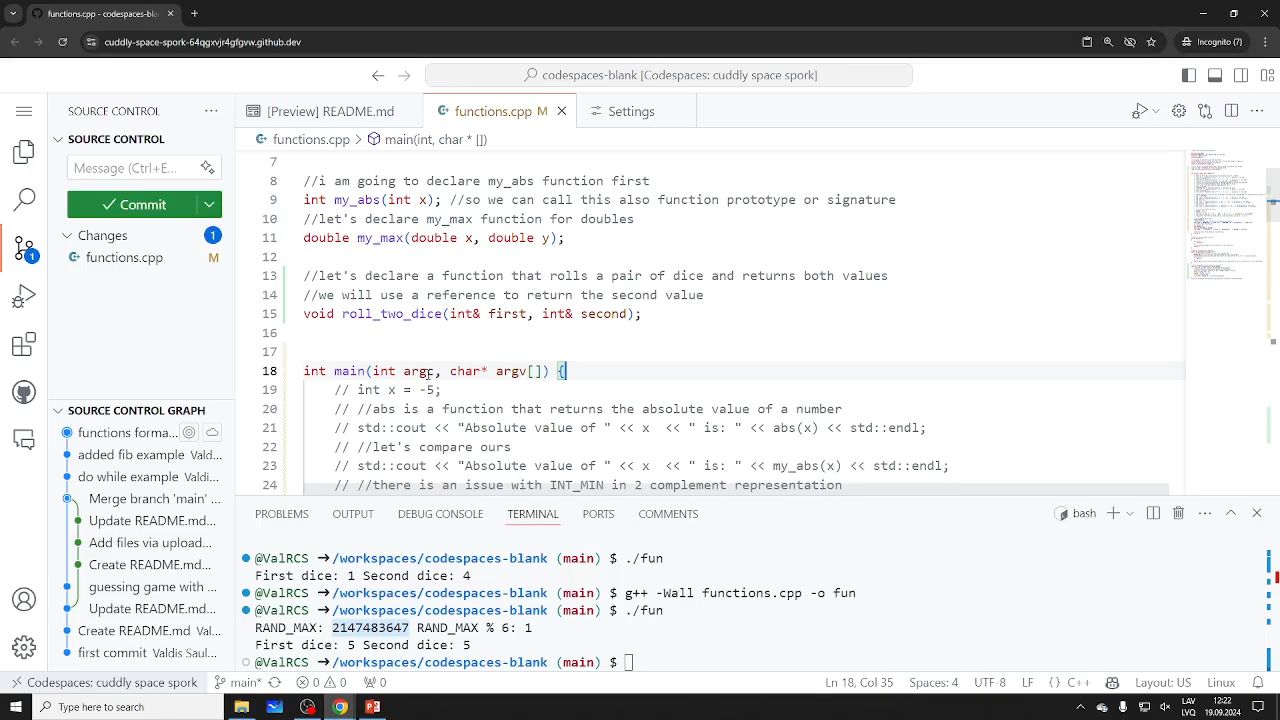 functions.cpp - codespaces-bl
cuddly-space-spork-64qgxvjr4gfgvw.github.dev
Incognito (7)
codespaces-blank [Codespaces: cuddly space spork]
SOURCE CONTROL
[Preview] README.md
functions.cpp M
Settings
SOURCE CONTROL
functions.cpp > main(int, char * [])
Message (Ctrl+E...
Commit
Changes 1
functions.cpp M
7
8 //i am going to declare my_abs function first
9 int my_abs(int x); //so we can call this also function prototype or signature
10 //let's declare my_max function for doubles
11 double my_max(double x, double y);
12
13 //let's declare a function that rolls a pair of dice and returns both values
14 //we will use a reference to return the second value
15 void roll_two_dice(int& first, int& second);
16
17
18 int main(int argc, char* argv[]) {
19 // int x = -5;
20 // //abs is a function that returns the absolute value of a number
21 // std::cout << "Absolute value of " << x << " is: " << abs(x) << std::endl;
22 // //let's compare ours
23 // std::cout << "Absolute value of " << x << " is: " << my_abs(x) << std::endl;
24 // //there is an issue with INT_MIN in 2 complement representation
1
SOURCE CONTROL GRAPH
functions forma...
added fib example Vald...
do while example Valdi...
Merge branch 'main' ...
Update README.md...
Add files via upload...
Create README.md...
guessing game with ...
Update README.md...
Create README.md Val...
first commit Valdis Saul...
PROBLEMS OUTPUT DEBUG CONSOLE TERMINAL PORTS COMMENTS
bash
@ValRCS ➜/workspaces/codespaces-blank (main) $ ./fun
First dice: 1 Second dice: 4
@ValRCS ➜/workspaces/codespaces-blank (main) $ g++ -Wall functions.cpp -o fun
@ValRCS ➜/workspaces/codespaces-blank (main) $ ./fun
RAND_MAX: 2147483647 RAND_MAX % 6: 1
First dice: 5 Second dice: 5
@ValRCS ➜/workspaces/codespaces-blank (main) $
Codespaces: cuddly space spork main* 0 0 0 Ln 18, Col 35 Spaces: 4 UTF-8 LF {} C++ Layout: US Linux
Type here to search
LAV
LVPD
12:22
19.09.2024